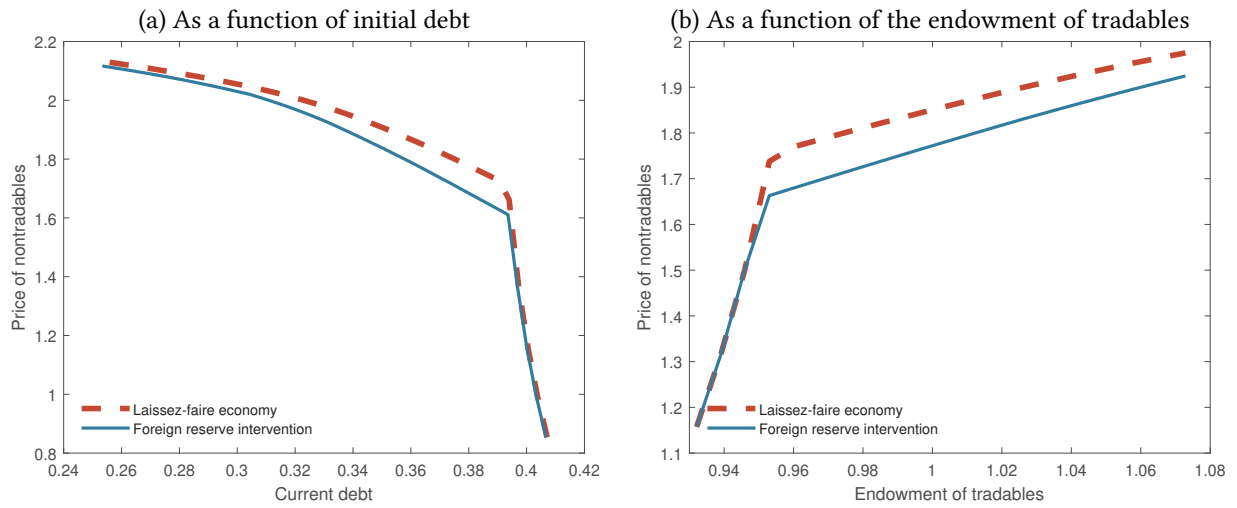 (a) As a function of initial debt
2.2
2
1.8
1.6
1.4
1.2
1
0.8
Price of nontradables
Laissez-faire economy
Foreign reserve intervention
0.24 0.26 0.28 0.3 0.32 0.34 0.36 0.38 0.4 0.42
Current debt
(b) As a function of the endowment of tradables
2
1.9
1.8
1.7
1.6
1.5
1.4
1.3
1.2
1.1
Price of nontradables
Laissez-faire economy
Foreign reserve intervention
0.94 0.96 0.98 1 1.02 1.04 1.06 1.08
Endowment of tradables